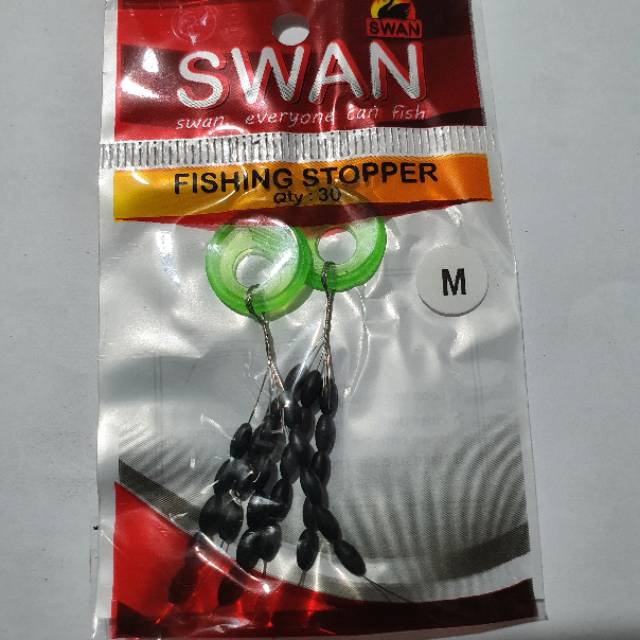 SWAN
SWAN
swan, everyone can fish
FISHING STOPPER
Qty : 30
M